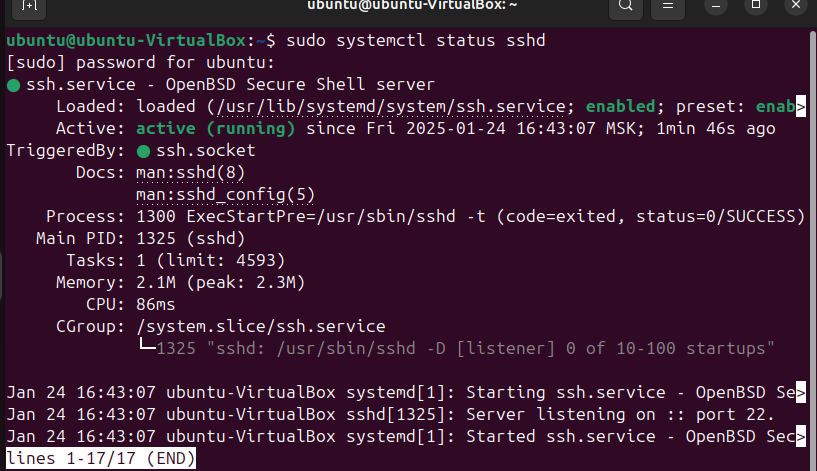 ubuntu@ubuntu-VirtualBox: ~
ubuntu@ubuntu-VirtualBox:~$ sudo systemctl status sshd
[sudo] password for ubuntu:
● ssh.service - OpenBSD Secure Shell server
Loaded: loaded (/usr/lib/systemd/system/ssh.service; enabled; preset: enab>
Active: active (running) since Fri 2025-01-24 16:43:07 MSK; 1min 46s ago
TriggeredBy: ● ssh.socket
Docs: man:sshd(8)
man:sshd_config(5)
Process: 1300 ExecStartPre=/usr/sbin/sshd -t (code=exited, status=0/SUCCESS)
Main PID: 1325 (sshd)
Tasks: 1 (limit: 4593)
Memory: 2.1M (peak: 2.3M)
CPU: 86ms
CGroup: /system.slice/ssh.service
└─1325 "sshd: /usr/sbin/sshd -D [listener] 0 of 10-100 startups"
Jan 24 16:43:07 ubuntu-VirtualBox systemd[1]: Starting ssh.service - OpenBSD Se>
Jan 24 16:43:07 ubuntu-VirtualBox sshd[1325]: Server listening on :: port 22.
Jan 24 16:43:07 ubuntu-VirtualBox systemd[1]: Started ssh.service - OpenBSD Sec>
lines 1-17/17 (END)